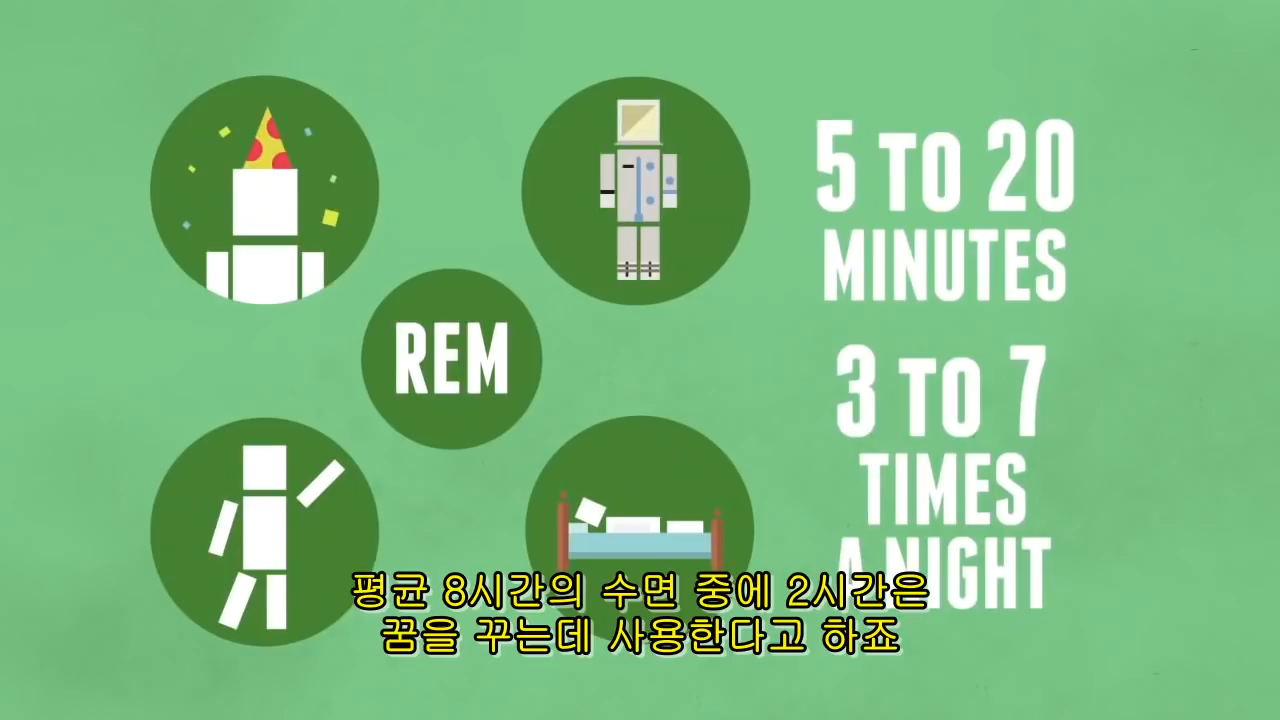 REM
5 TO 20
MINUTES
3 TO 7
TIMES
A NIGHT
평균 8시간의 수면 중에 2시간은
꿈을 꾸는데 사용한다고 하죠